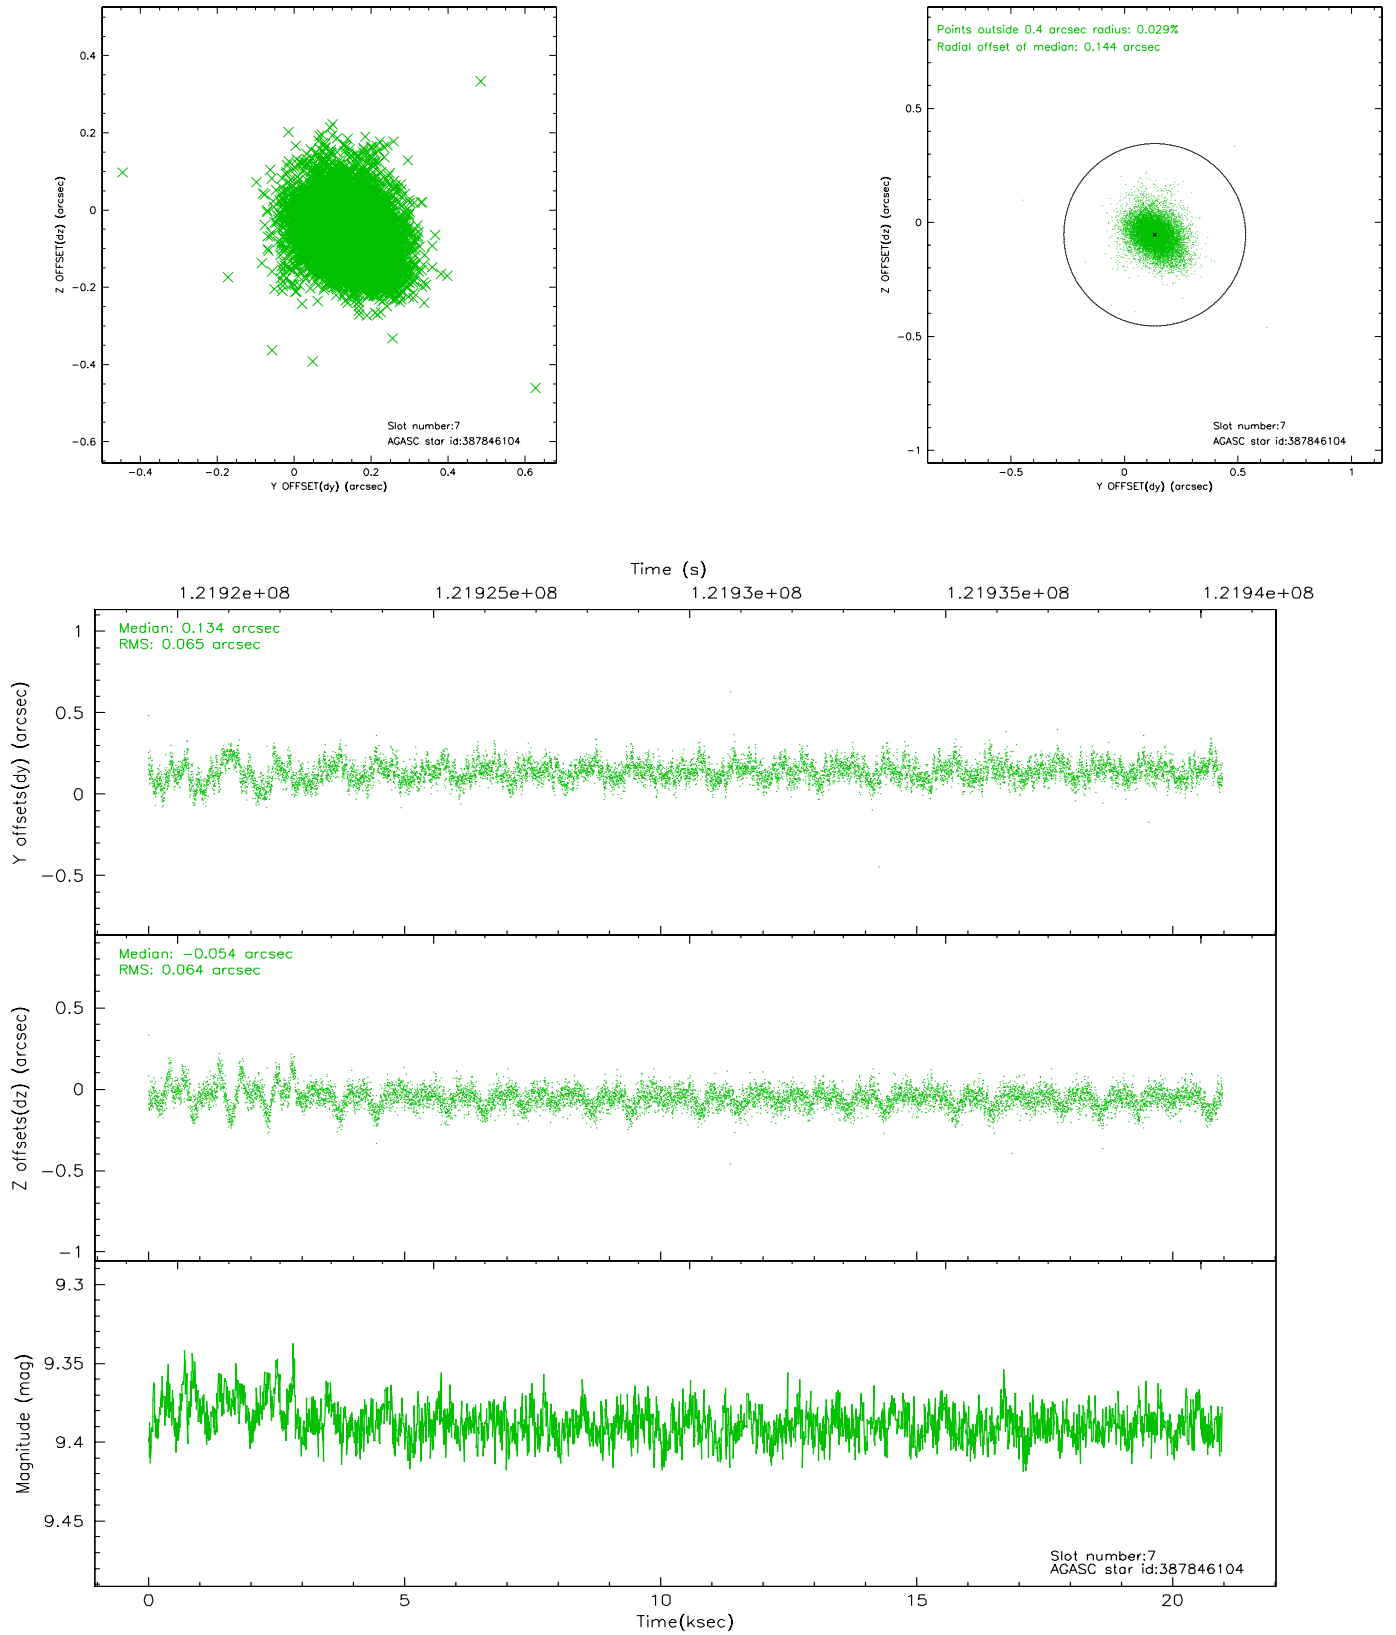 0.4
0.2
0
−0.2
−0.4
−0.6
Z OFFSET(dz) (arcsec)
Slot number:7
AGASC star id:387846104
−0.4
−0.2
0
0.2
0.4
0.6
Y OFFSET(dy) (arcsec)
Points outside 0.4 arcsec radius: 0.029%
Radial offset of median: 0.144 arcsec
0.5
0
−0.5
−1
Z OFFSET(dz) (arcsec)
Slot number:7
AGASC star id:387846104
−0.5
0
0.5
1
Y OFFSET(dy) (arcsec)
Time (s)
1.2192e+08
1.21925e+08
1.2193e+08
1.21935e+08
1.2194e+08
Median: 0.134 arcsec
RMS: 0.065 arcsec
1
0.5
0
−0.5
Y offsets(dy) (arcsec)
Median: −0.054 arcsec
RMS: 0.064 arcsec
0.5
0
−0.5
−1
Z offsets(dz) (arcsec)
9.3
9.35
9.4
9.45
Magnitude (mag)
Slot number:7
AGASC star id:387846104
0
5
10
15
20
Time(ksec)